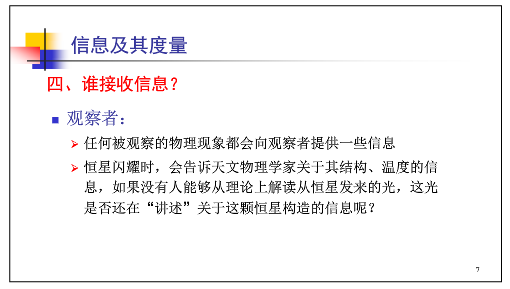 信息及其度量
四、谁接收信息？
观察者：
任何被观察的物理现象都会向观察者提供一些信息
恒星闪耀时，会告诉天文物理学家关于其结构、温度的信
息，如果没有人能够从理论上解读从恒星发来的光，这光
是否还在“讲述”关于这颗恒星构造的信息呢？
7